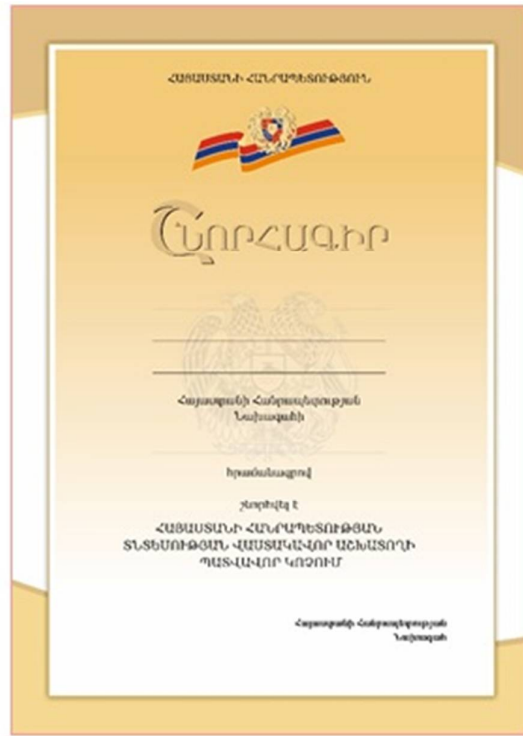 ՀԱՅԱՍՏԱՆԻ ՀԱՆՐԱՊԵՏՈՒԹՅՈՒՆ
ՇՆՈՐՀԱԳԻՐ
Հայաստանի Հանրապետության
Նախագահի
հրամանագրով
շնորհվել է
ՀԱՅԱՍՏԱՆԻ ՀԱՆՐԱՊԵՏՈՒԹՅԱՆ
ՏՆՏԵՍՈՒԹՅԱՆ ՎԱՍՏԱԿԱՎՈՐ ԱՇԽԱՏՈՂԻ
ՊԱՏՎԱՎՈՐ ԿՈՉՈՒՄ
Հայաստանի Հանրապետության
Նախագահ